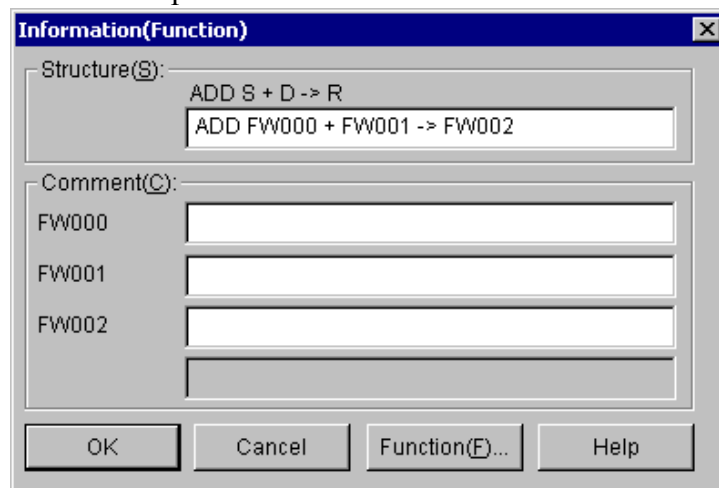 Information(Function)
Structure(S):
ADD S + D -> R
ADD FW000 + FW001 -> FW002
Comment(C):
FW000
FW001
FW002
OK Cancel Function(F)... Help